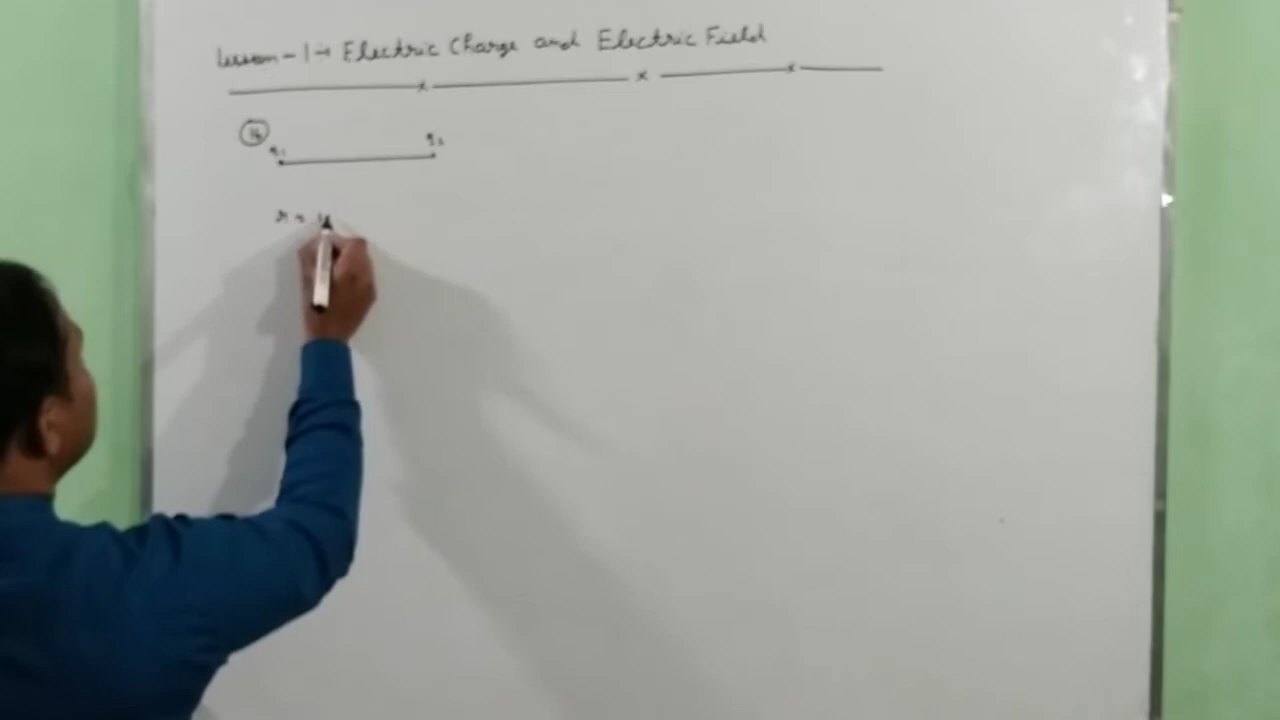 Lesson - 1 → Electric Charge and Electric Field
q₁ q₂
r =